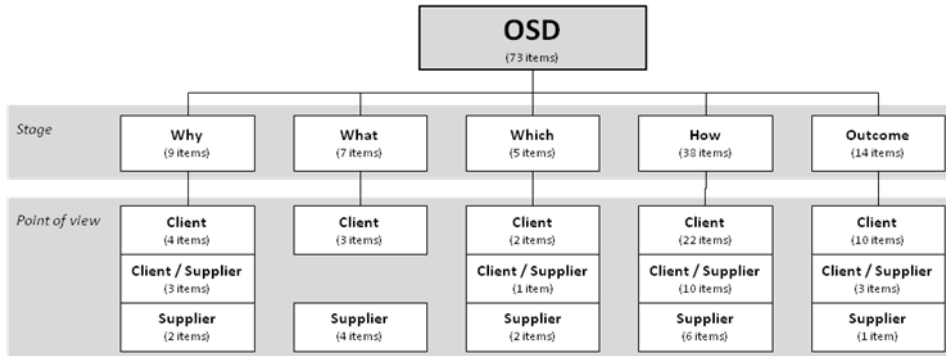 OSD
(73 items)
Stage
Why
(9 items)
What
(7 items)
Which
(5 items)
How
(38 items)
Outcome
(14 items)
Point of view
Client
(4 items)
Client
(3 items)
Client
(2 items)
Client
(22 items)
Client
(10 items)
Client / Supplier
(3 items)
Client / Supplier
(1 item)
Client / Supplier
(10 items)
Client / Supplier
(3 items)
Supplier
(2 items)
Supplier
(4 items)
Supplier
(2 items)
Supplier
(6 items)
Supplier
(1 item)